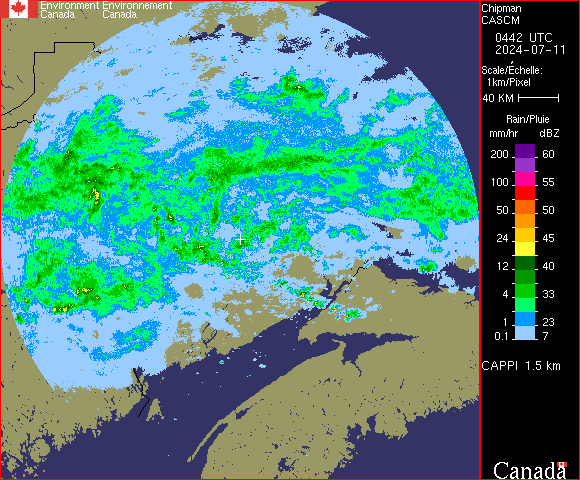 Environment Environnement
Canada Canada
Chipman
CASCM
0442 UTC
2024-07-11
Scale/Échelle:
1km/Pixel
40 KM
Rain/Pluie
mm/hr dBZ
200 60
100 55
50 50
24 45
12 40
4 33
1 23
0.1 7
CAPPI 1.5 km
Canada